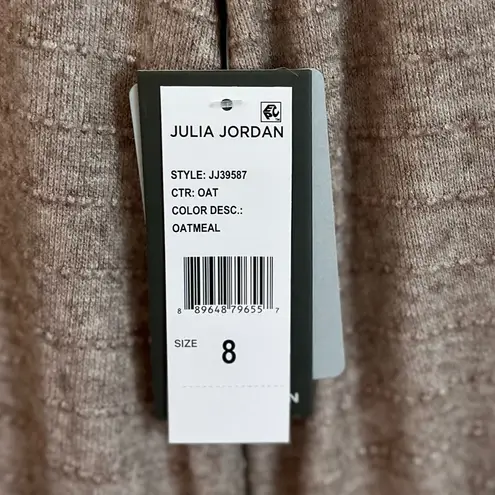 JULIA JORDAN
STYLE: JJ39587
CTR: OAT
COLOR DESC.:
OATMEAL
8 89648 79655 7
SIZE 8
N